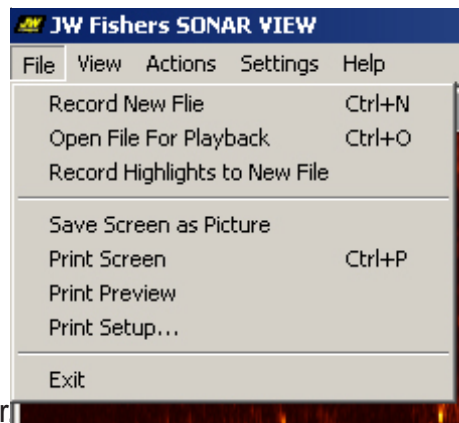 JW Fishers SONAR VIEW
File View Actions Settings Help
Record New Flie Ctrl+N
Open File For Playback Ctrl+O
Record Highlights to New File
Save Screen as Picture
Print Screen Ctrl+P
Print Preview
Print Setup...
Exit
r